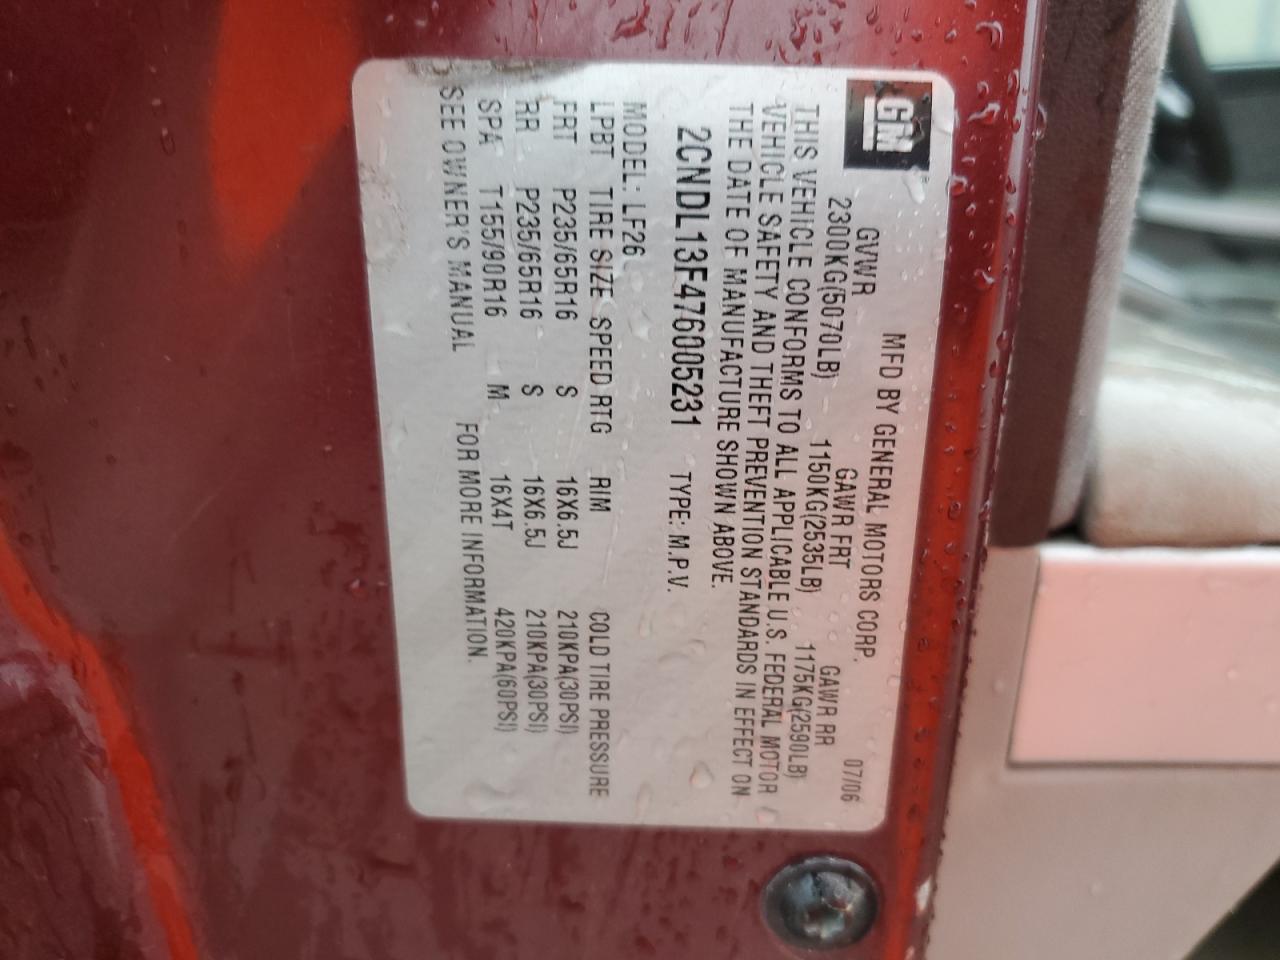 GM
MFD BY GENERAL MOTORS CORP. 07/06
GVWR GAWR FRT GAWR RR
2300KG(5070LB) 1150KG(2535LB) 1175KG(2590LB)
THIS VEHICLE CONFORMS TO ALL APPLICABLE U.S. FEDERAL MOTOR
VEHICLE SAFETY AND THEFT PREVENTION STANDARDS IN EFFECT ON
THE DATE OF MANUFACTURE SHOWN ABOVE.
2CNDL13F476005231 TYPE: M.P.V.
MODEL: LF26
LPBT TIRE SIZE SPEED RTG RIM COLD TIRE PRESSURE
FRT P235/65R16 S 16X6.5J 210KPA(30PSI)
RR P235/65R16 S 16X6.5J 210KPA(30PSI)
SPA T155/90R16 M 16X4T 420KPA(60PSI)
SEE OWNER'S MANUAL FOR MORE INFORMATION.